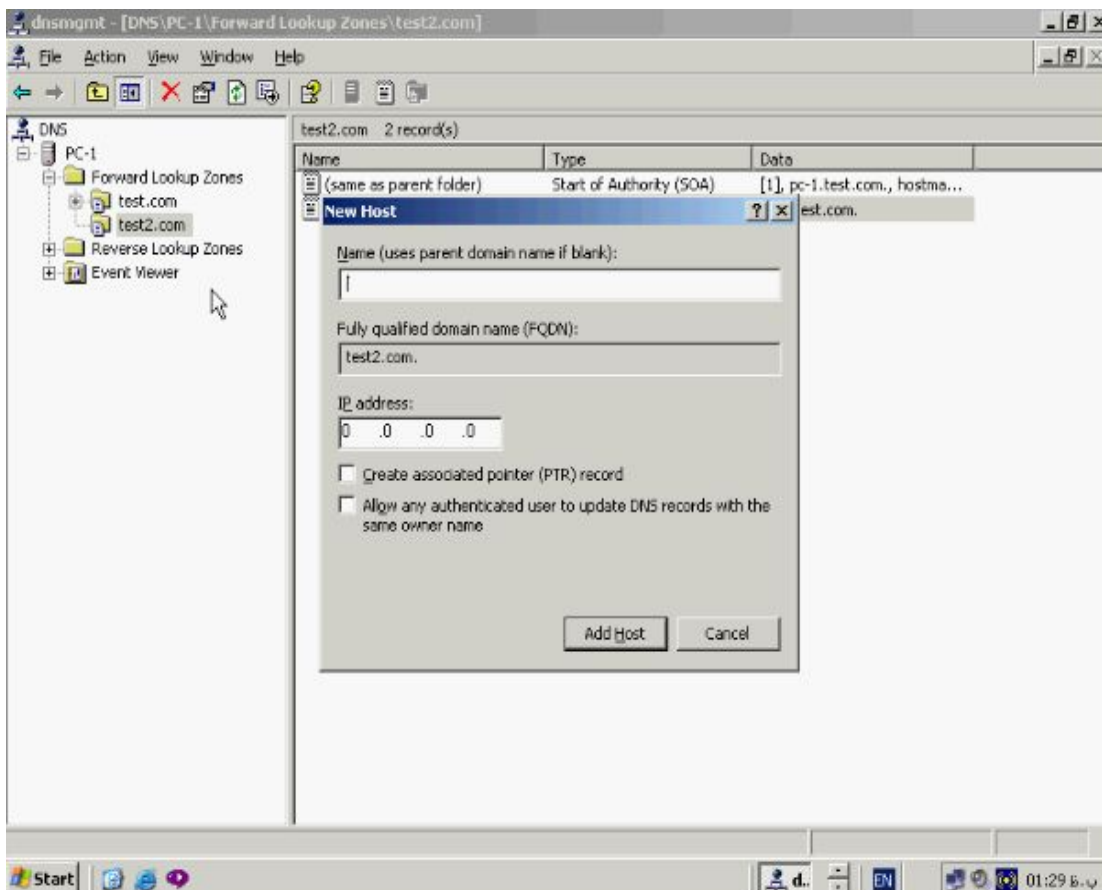 dnsmgmt - [DNS\PC-1\Forward Lookup Zones\test2.com]
File Action View Window Help
DNS
PC-1
Forward Lookup Zones
test.com
test2.com
Reverse Lookup Zones
Event Viewer
test2.com 2 record(s)
Name Type Data
(same as parent folder) Start of Authority (SOA) [1], pc-1.test.com., hostma...
est.com.
New Host
Name (uses parent domain name if blank):
Fully qualified domain name (FQDN):
test2.com.
IP address:
0 .0 .0 .0
Create associated pointer (PTR) record
Allow any authenticated user to update DNS records with the
same owner name
Add Host Cancel
Start d.. EN 01:29 ب.ظ